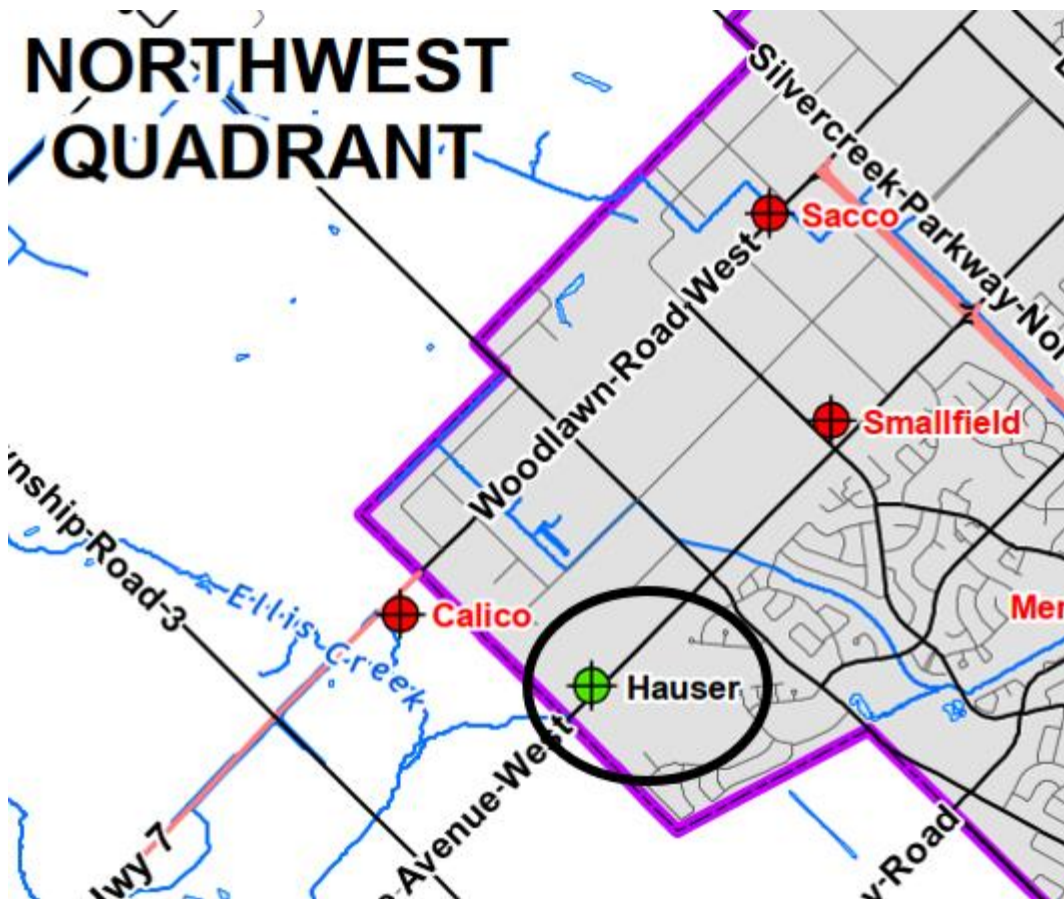 NORTHWEST
QUADRANT
Silvercreek-Parkway-Nor
Sacco
Woodlawn-Road-West
Smallfield
nship-Road-3
Ellis-Creek
Calico
Mer
Hauser
-Avenue-West
Hwy 7
y-Road